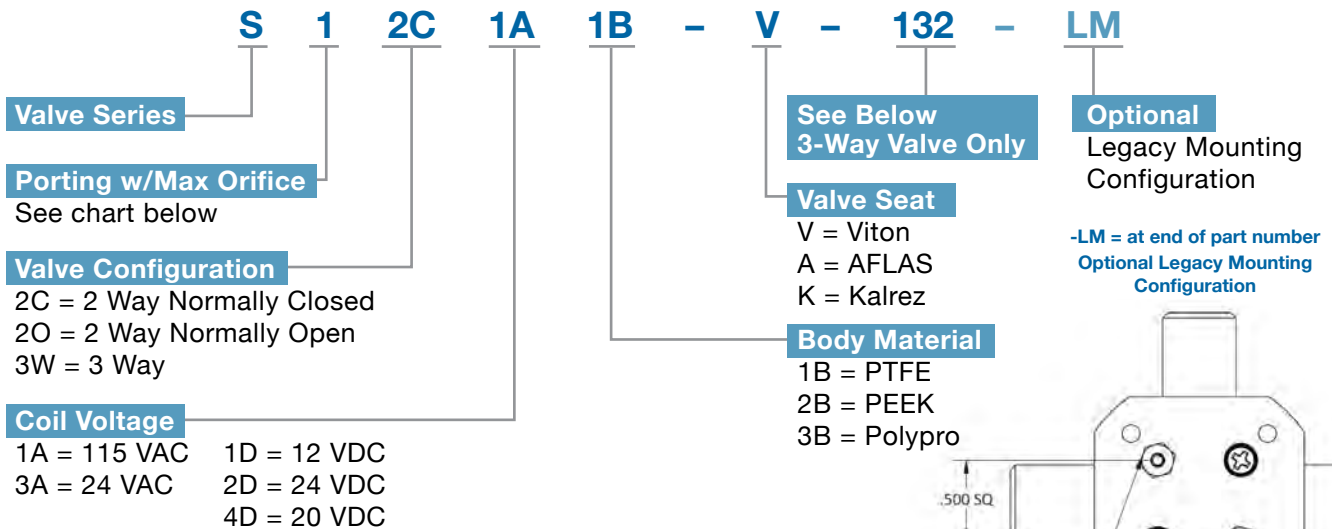 S 1 2C 1A 1B – V – 132 – LM
Valve Series
Porting w/Max Orifice
See chart below
Valve Configuration
2C = 2 Way Normally Closed
2O = 2 Way Normally Open
3W = 3 Way
Coil Voltage
1A = 115 VAC 1D = 12 VDC
3A = 24 VAC 2D = 24 VDC
4D = 20 VDC
See Below
3-Way Valve Only
Valve Seat
V = Viton
A = AFLAS
K = Kalrez
Body Material
1B = PTFE
2B = PEEK
3B = Polypro
Optional
Legacy Mounting
Configuration
-LM = at end of part number
Optional Legacy Mounting
Configuration
.500 SQ